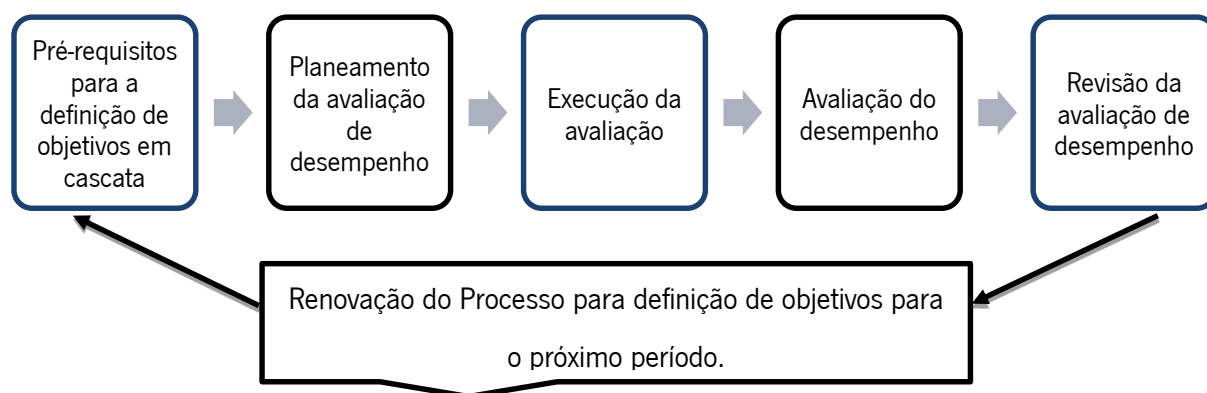 Pré-requisitos
para a
definição de
objetivos em
cascata
Planeamento
da avaliação
de
desempenho
Execução da
avaliação
Avaliação do
desempenho
Revisão da
avaliação de
desempenho
Renovação do Processo para definição de objetivos para
o próximo período.